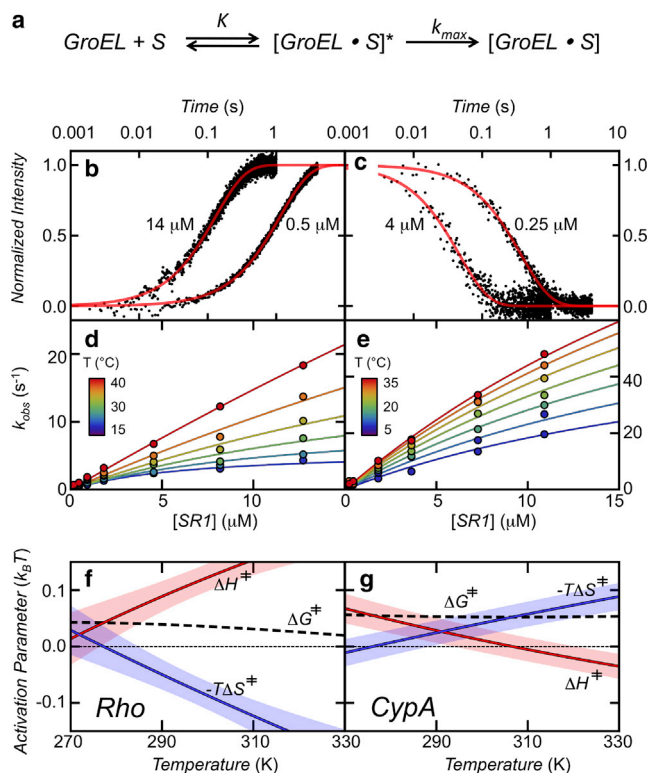 a
GroEL + S K [GroEL • S]* kmax [GroEL • S]
Time (s) Time (s)
0.001 0.01 0.1 1 0.001 0.01 0.1 1 10
Normalized Intensity
1.0 b c 1.0
14 μM 0.5 μM 4 μM 0.25 μM
0.5 0.5
0.0 0.0
kobs (s⁻¹)
d e
T (°C) T (°C)
20 40 30 15 35 20 5 40
10 20
0 0
0 5 10 0 5 10 15
[SR1] (μM) [SR1] (μM)
Activation Parameter (kBT)
f g
0.1 ΔH‡ ΔG‡ -TΔS‡
ΔG‡
0.0
-TΔS‡ ΔH‡
-0.1 Rho CypA
270 290 310 330 290 310 330
Temperature (K) Temperature (K)